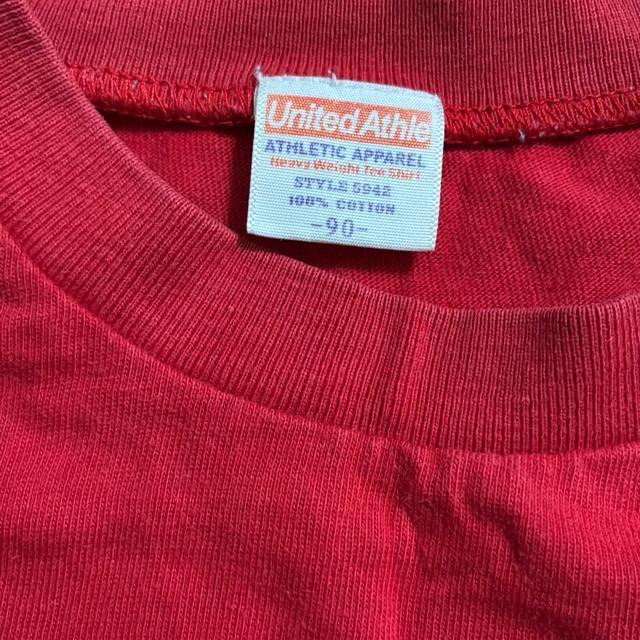 United Athle
ATHLETIC APPAREL
Heavy Weight Tee Shirt
STYLE 5942
100% COTTON
-90-